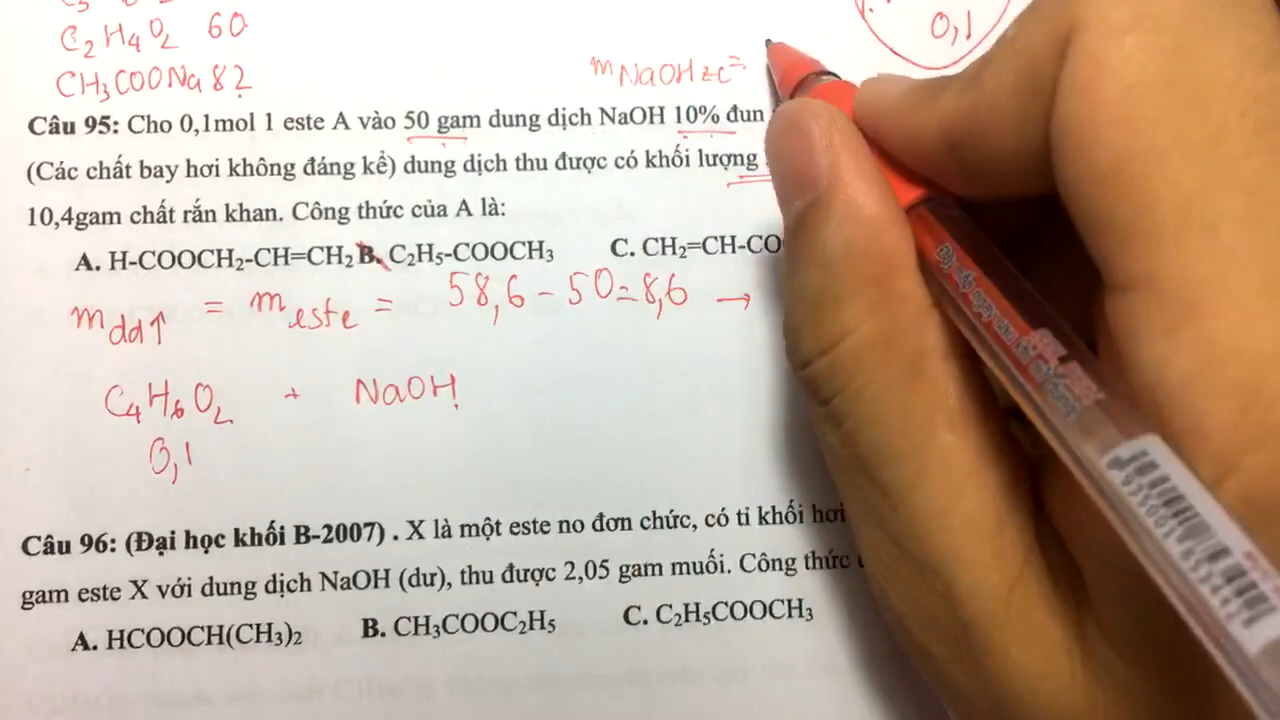 C₂H₄O₂ 60
0,1
CH₃COONa 82
m NaOH
Câu 95: Cho 0,1mol 1 este A vào 50 gam dung dịch NaOH 10% đun
(Các chất bay hơi không đáng kể) dung dịch thu được có khối lượng
10,4gam chất rắn khan. Công thức của A là:
A. H-COOCH₂-CH=CH₂ B. C₂H₅-COOCH₃ C. CH₂=CH-CO
m dd↑ = m este = 58,6 - 50 = 8,6 →
C₄H₆O₂ + NaOH
0,1
Câu 96: (Đại học khối B-2007) . X là một este no đơn chức, có tỉ khối hơi
gam este X với dung dịch NaOH (dư), thu được 2,05 gam muối. Công thức
A. HCOOCH(CH₃)₂ B. CH₃COOC₂H₅ C. C₂H₅COOCH₃